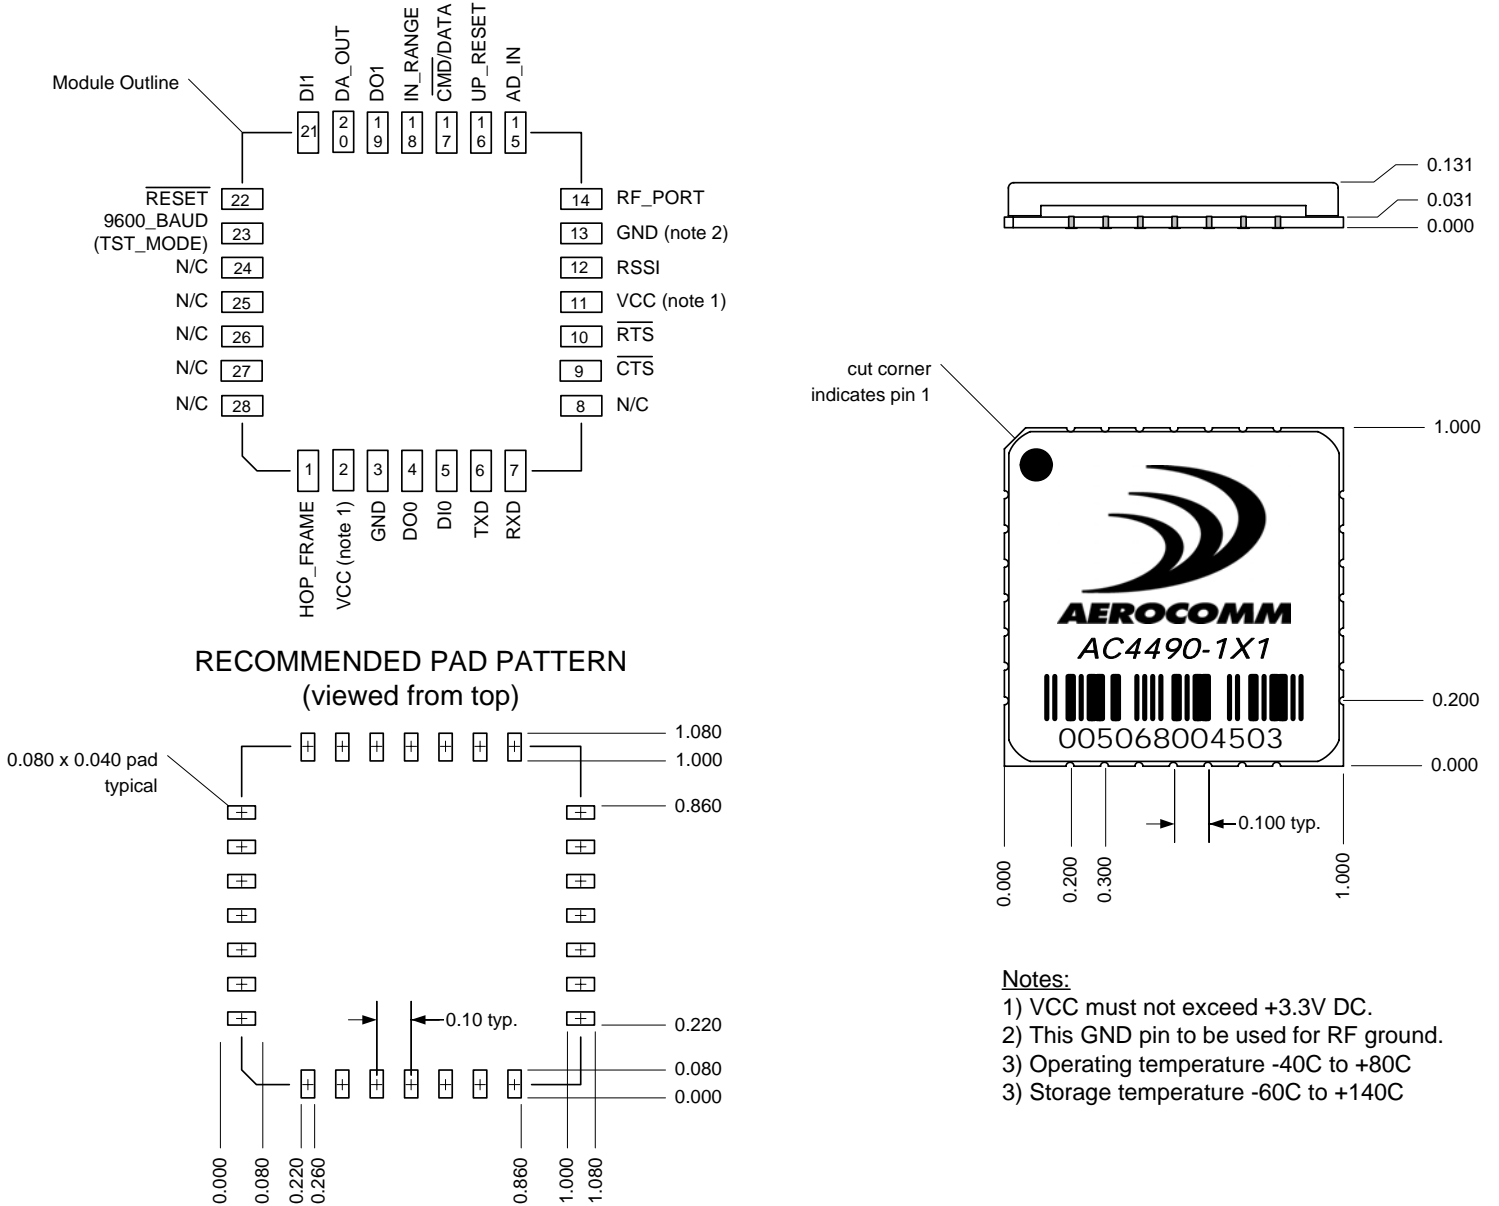 Module Outline
DI1
DA_OUT
DO1
IN_RANGE
CMD/DATA
UP_RESET
AD_IN
21
20
19
18
17
16
15
RESET
22
9600_BAUD
(TST_MODE)
23
N/C
24
N/C
25
N/C
26
N/C
27
N/C
28
14
RF_PORT
13
GND (note 2)
12
RSSI
11
VCC (note 1)
10
RTS
9
CTS
8
N/C
1
2
3
4
5
6
7
HOP_FRAME
VCC (note 1)
GND
DO0
DI0
TXD
RXD
RECOMMENDED PAD PATTERN
(viewed from top)
0.080 x 0.040 pad
typical
1.080
1.000
0.860
0.10 typ.
0.220
0.080
0.000
0.000
0.080
0.220
0.260
0.860
1.000
1.080
0.131
0.031
0.000
cut corner
indicates pin 1
1.000
AEROCOMM
AC4490-1X1
005068004503
0.200
0.000
0.100 typ.
0.000
0.200
0.300
1.000
Notes:
1) VCC must not exceed +3.3V DC.
2) This GND pin to be used for RF ground.
3) Operating temperature -40C to +80C
3) Storage temperature -60C to +140C